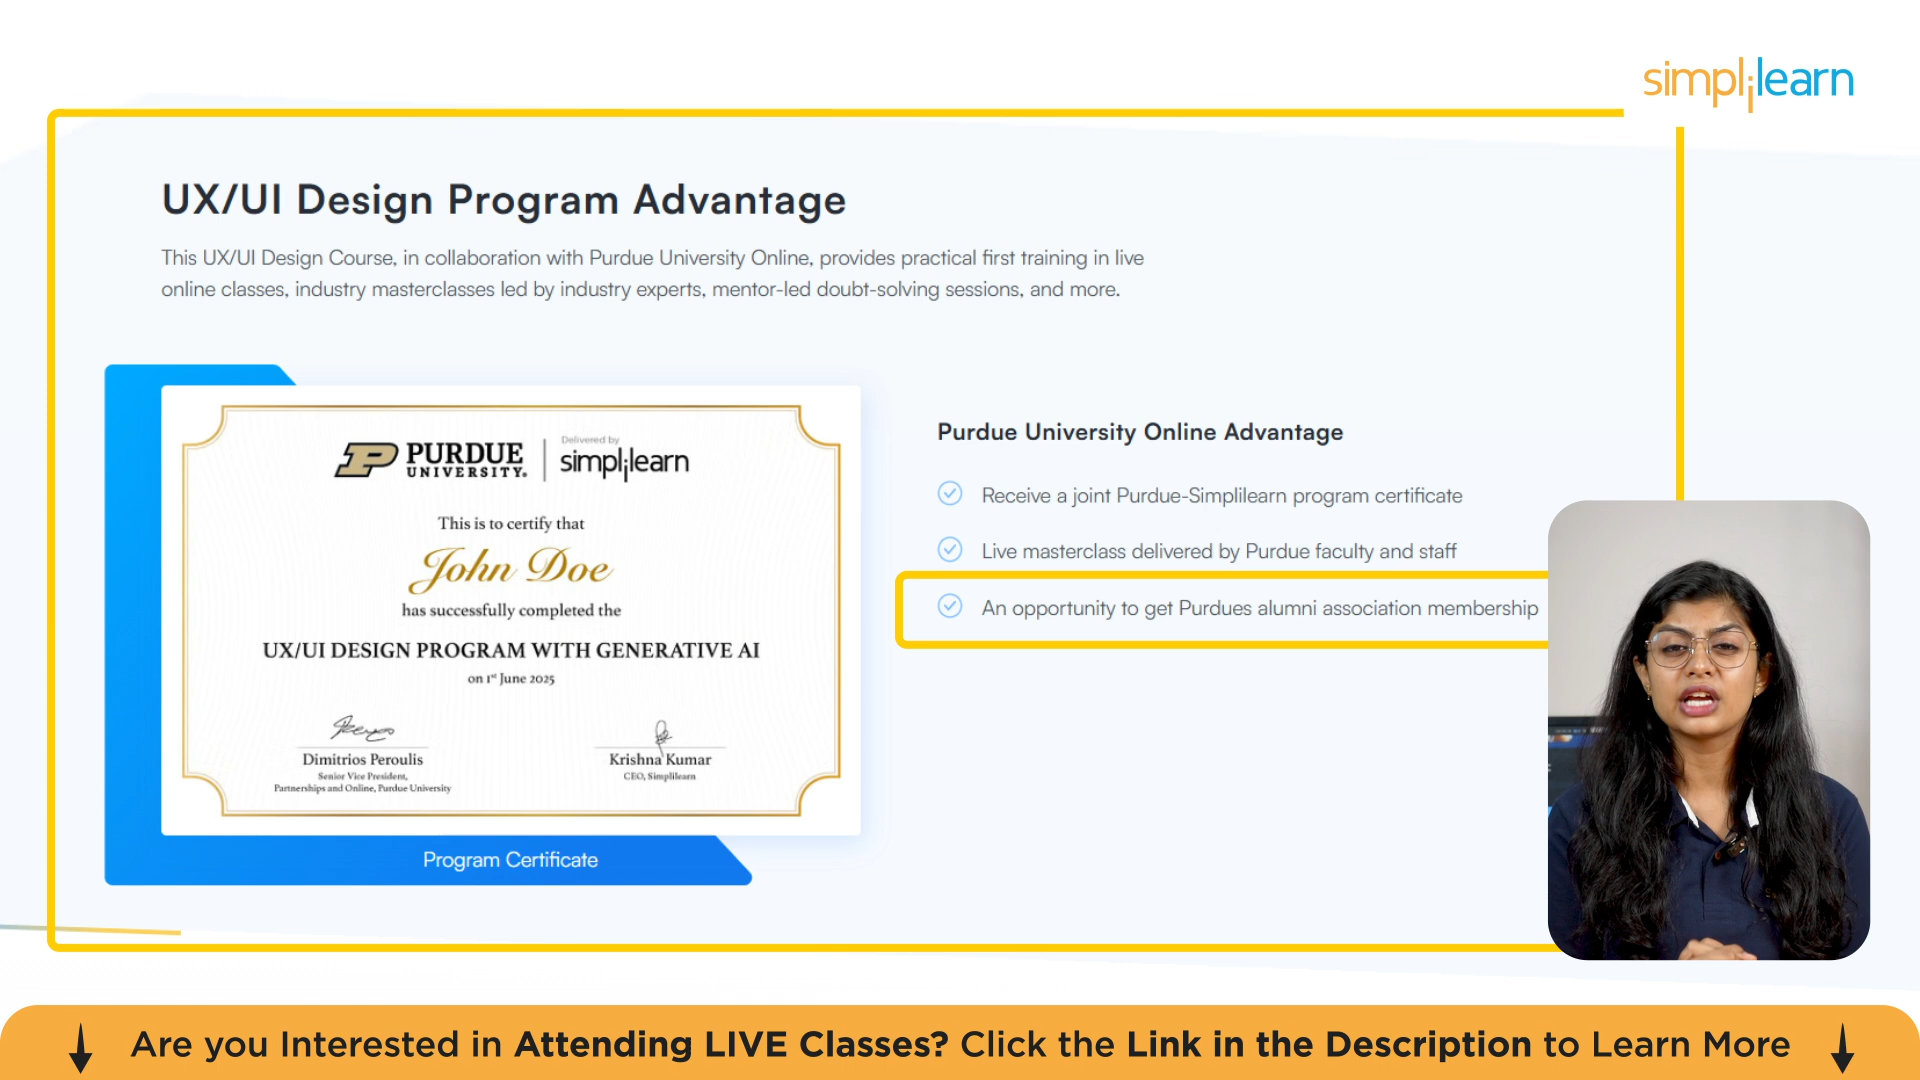 simplilearn
UX/UI Design Program Advantage
This UX/UI Design Course, in collaboration with Purdue University Online, provides practical first training in live
online classes, industry masterclasses led by industry experts, mentor-led doubt-solving sessions, and more.
PURDUE
UNIVERSITY.
Delivered by
simplilearn
This is to certify that
John Doe
has successfully completed the
UX/UI DESIGN PROGRAM WITH GENERATIVE AI
on 1st June 2025
Dimitrios Peroulis
Senior Vice President,
Partnerships and Online, Purdue University
Krishna Kumar
CEO, Simplilearn
Program Certificate
Purdue University Online Advantage
Receive a joint Purdue-Simplilearn program certificate
Live masterclass delivered by Purdue faculty and staff
An opportunity to get Purdues alumni association membership
Are you Interested in Attending LIVE Classes? Click the Link in the Description to Learn More